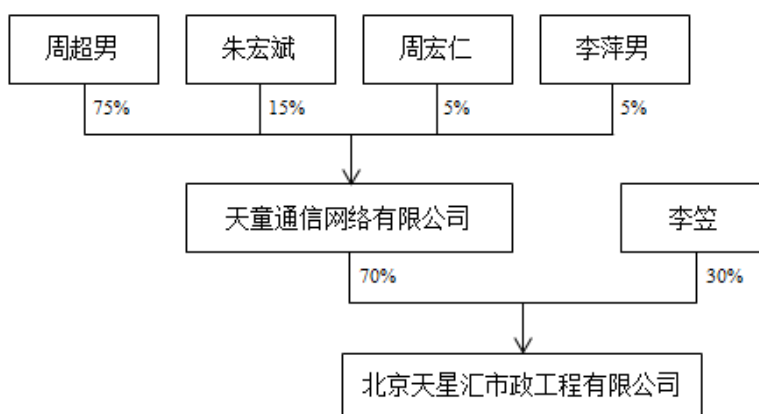 周超男 朱宏斌 周宏仁 李萍男
75% 15% 5% 5%
天童通信网络有限公司 李笠
70% 30%
北京天星汇市政工程有限公司